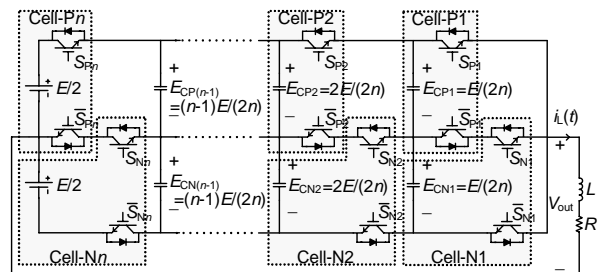 Cell-Pn Cell-P2 Cell-P1
S_Pn S_P2 S_P1
E/2 E_CP(n-1) =(n-1)E/(2n) E_CP2=2E/(2n) E_CP1=E/(2n) i_L(t)
S̅_Pn S̅_P2 S̅_P1
S_Nn S_N2 S_N
E/2 E_CN(n-1) =(n-1)E/(2n) E_CN2=2E/(2n) E_CN1=E/(2n) V_out L
S̅_Nn S̅_N2 S̅_N1 R
Cell-Nn Cell-N2 Cell-N1